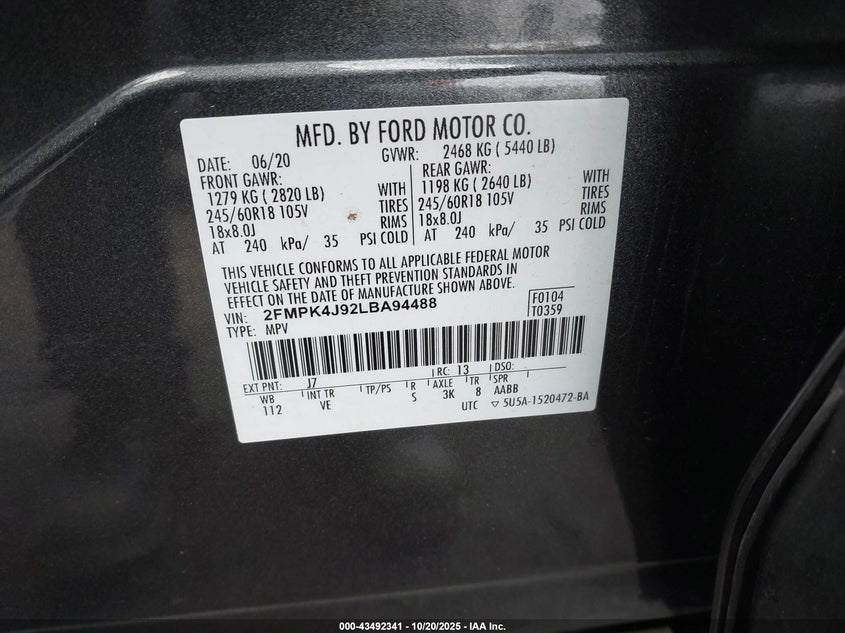 MFD. BY FORD MOTOR CO.
DATE: 06/20 GVWR: 2468 KG ( 5440 LB)
FRONT GAWR: REAR GAWR:
1279 KG ( 2820 LB) WITH 1198 KG ( 2640 LB) WITH
245/60R18 105V TIRES 245/60R18 105V TIRES
18x8.0J RIMS 18x8.0J RIMS
AT 240 kPa/ 35 PSI COLD AT 240 kPa/ 35 PSI COLD
THIS VEHICLE CONFORMS TO ALL APPLICABLE FEDERAL MOTOR
VEHICLE SAFETY AND THEFT PREVENTION STANDARDS IN
EFFECT ON THE DATE OF MANUFACTURE SHOWN ABOVE.
VIN: 2FMPK4J92LBA94488 F0104
TYPE: MPV T0359
EXT PNT: J7 RC: 13 DSO:
WB INT TR TP/PS R AXLE TR SPR
112 VE S 3K 8 AABB
UTC ▽ 5U5A-1520472-BA
000-43492341 - 10/20/2025 - IAA Inc.